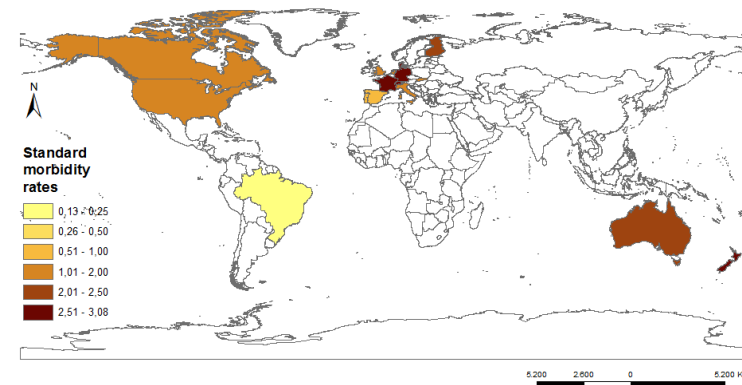 N
Standard
morbidity
rates
0,13 - 0,25
0,26 - 0,50
0,51 - 1,00
1,01 - 2,00
2,01 - 2,50
2,51 - 3,08
5.200 2.600 0 5.200 K